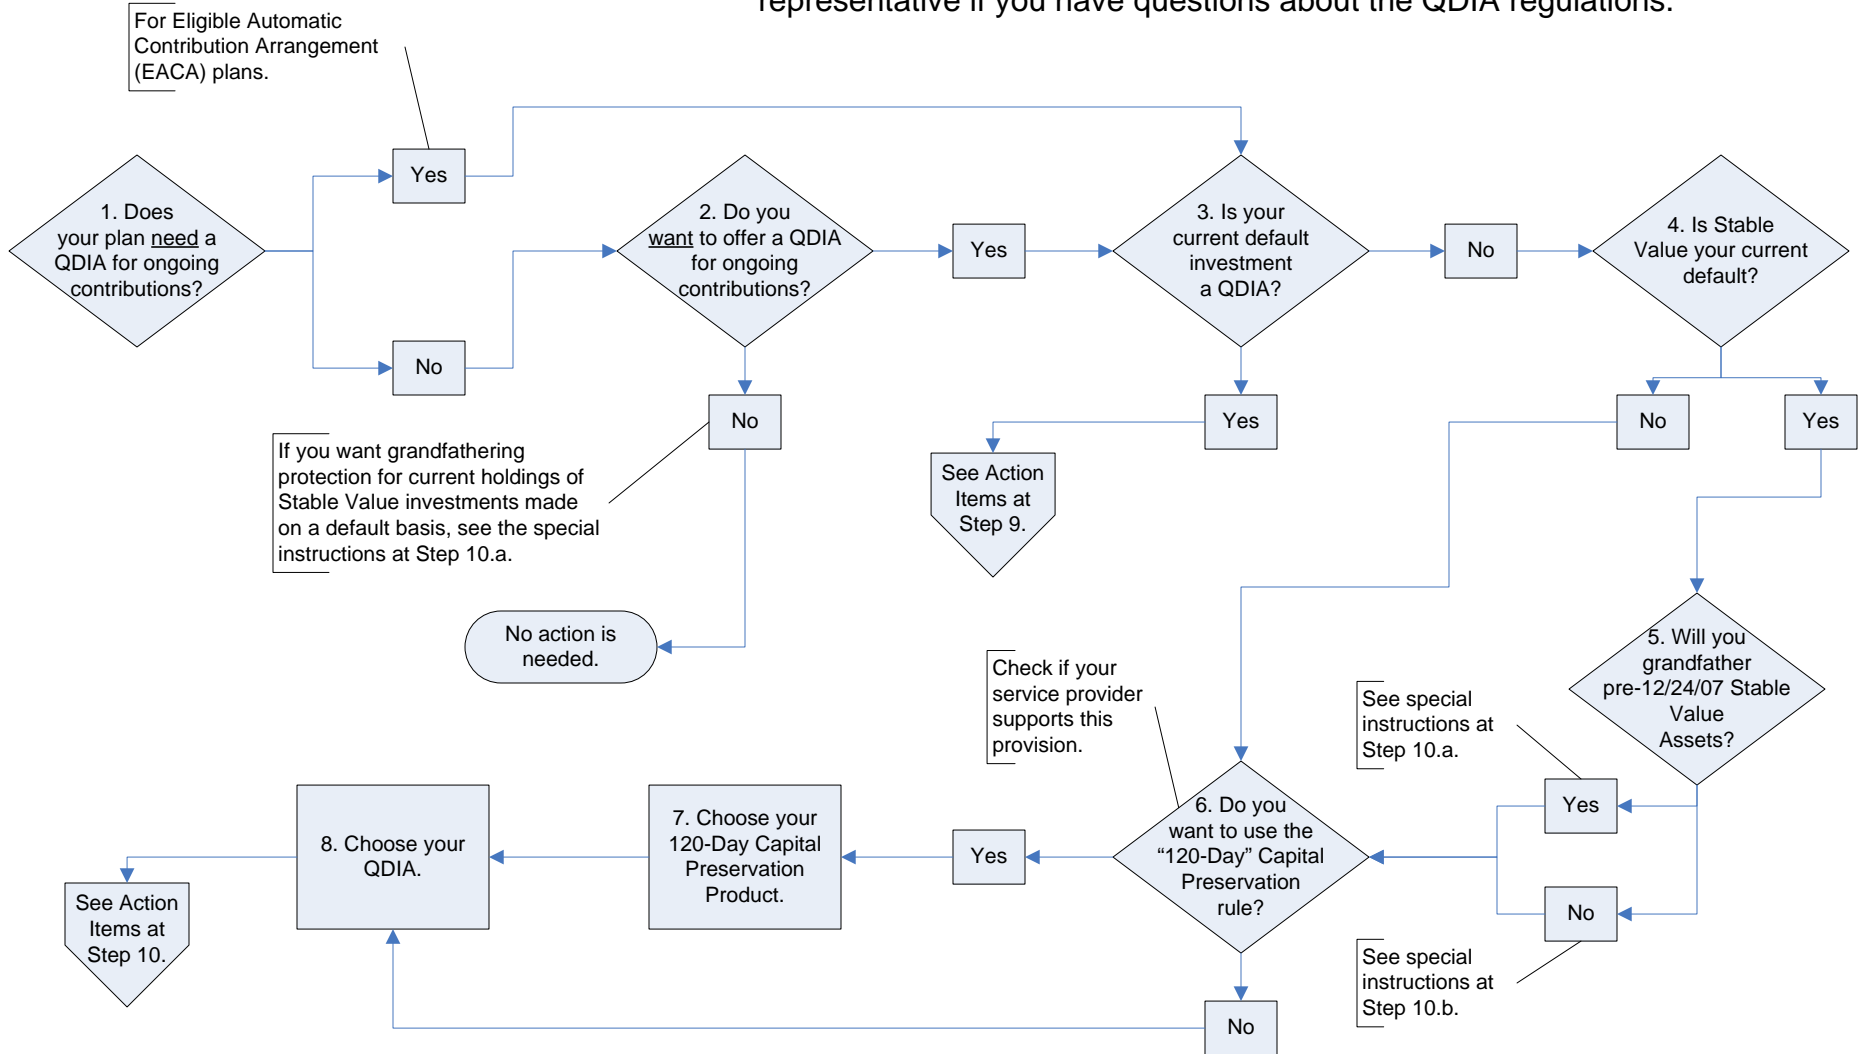 representative if you have questions about the QDIA regulations.
For Eligible Automatic
Contribution Arrangement
(EACA) plans.
Yes
1. Does
your plan need a
QDIA for ongoing
contributions?
No
2. Do you
want to offer a QDIA
for ongoing
contributions?
Yes
3. Is your
current default
investment
a QDIA?
No
4. Is Stable
Value your current
default?
No
If you want grandfathering
protection for current holdings of
Stable Value investments made
on a default basis, see the special
instructions at Step 10.a.
No action is
needed.
Yes
See Action
Items at
Step 9.
No
Yes
5. Will you
grandfather
pre-12/24/07 Stable
Value
Assets?
See special
instructions at
Step 10.a.
Yes
No
See special
instructions at
Step 10.b.
Check if your
service provider
supports this
provision.
6. Do you
want to use the
“120-Day” Capital
Preservation
rule?
Yes
No
7. Choose your
120-Day Capital
Preservation
Product.
8. Choose your
QDIA.
See Action
Items at
Step 10.